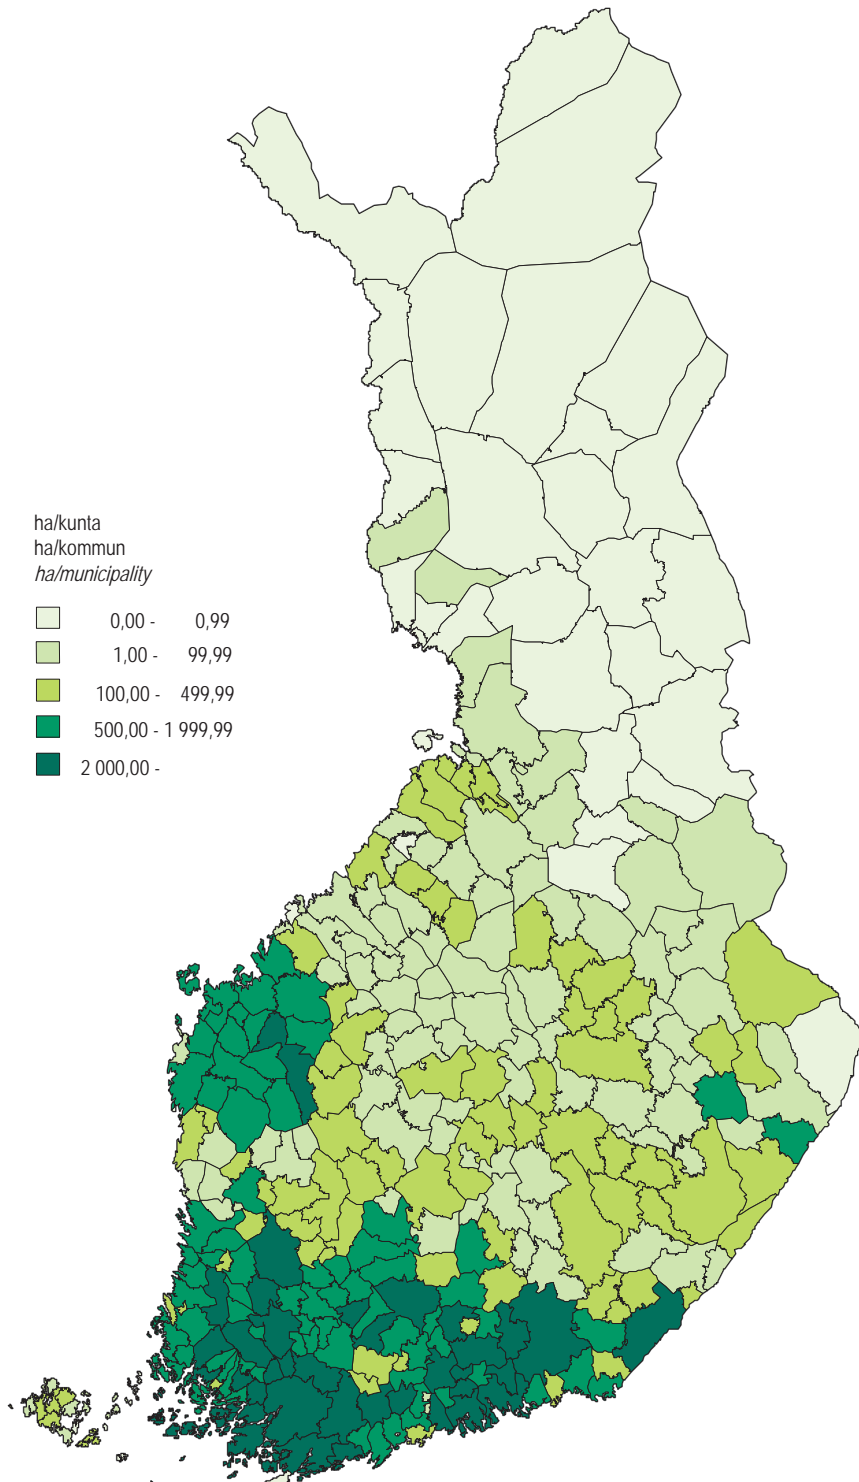 ha/kunta
ha/kommun
ha/municipality
0,00 - 0,99
1,00 - 99,99
100,00 - 499,99
500,00 - 1 999,99
2 000,00 -